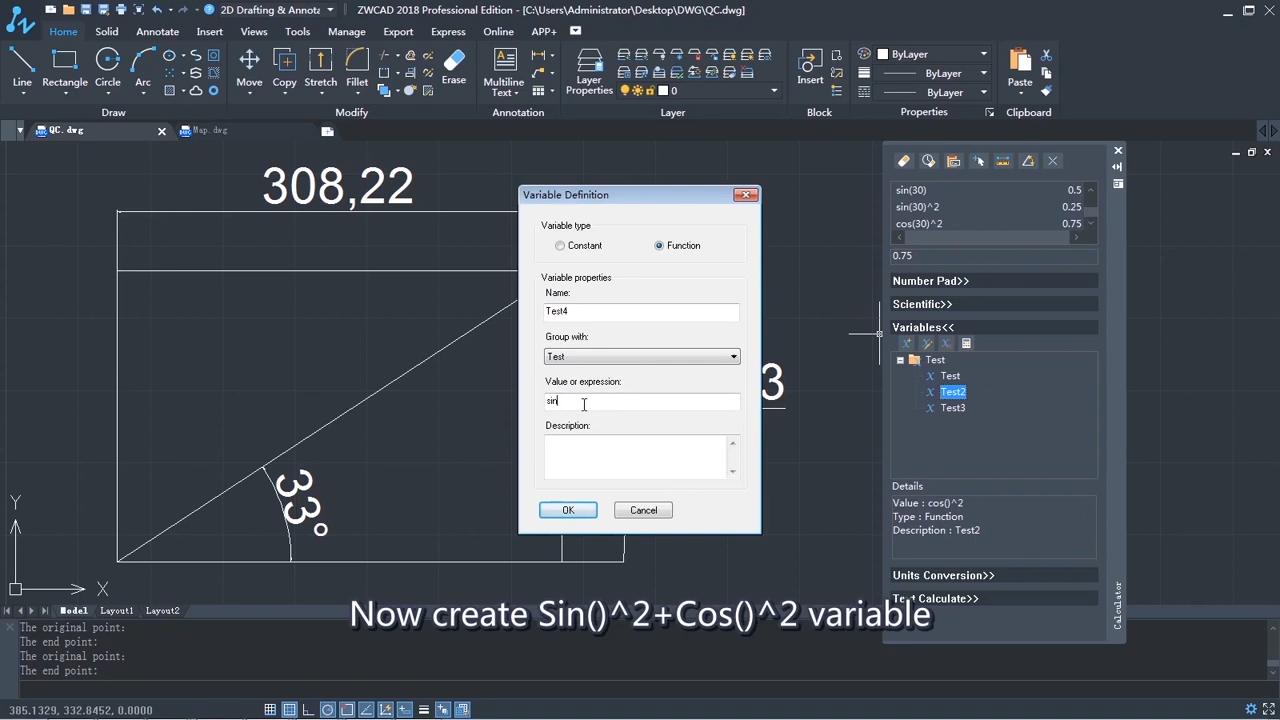 2D Drafting & Annota
ZWCAD 2018 Professional Edition - [C:\Users\Administrator\Desktop\DWG\QC.dwg]
Home Solid Annotate Insert Views Tools Manage Export Express Online APP+
Line Rectangle Circle Arc Move Copy Stretch Fillet Erase Multiline Text Layer Properties 0 Insert ByLayer ByLayer ByLayer Paste
Draw Modify Annotation Layer Block Properties Clipboard
QC.dwg Map.dwg
308,22
33°
3
Y
X
Variable Definition
Variable type
Constant Function
Variable properties
Name:
Test4
Group with:
Test
Value or expression:
sin
Description:
OK Cancel
sin(30) 0.5
sin(30)^2 0.25
cos(30)^2 0.75
0.75
Number Pad>>
Scientific>>
Variables<<
Test
Test
Test2
Test3
Details
Value : cos()^2
Type : Function
Description : Test2
Units Conversion>>
Calculate>>
Calculator
Model Layout1 Layout2
Now create Sin()^2+Cos()^2 variable
The original point:
The end point:
The original point:
The end point:
385.1329, 332.8452, 0.0000